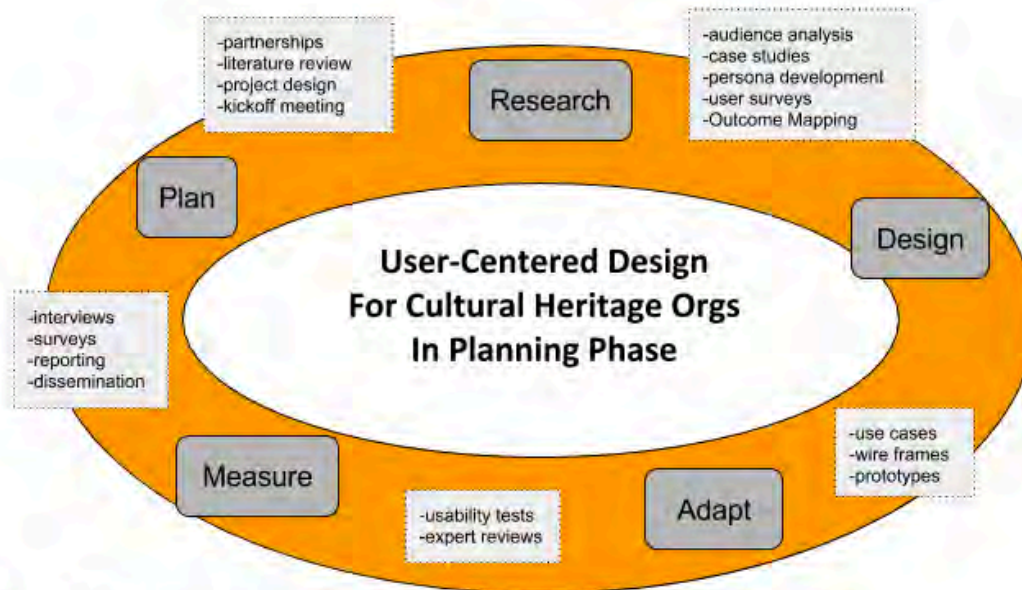 -partnerships
-literature review
-project design
-kickoff meeting
-audience analysis
-case studies
-persona development
-user surveys
-Outcome Mapping
Research
Plan
Design
User-Centered Design
For Cultural Heritage Orgs
In Planning Phase
-interviews
-surveys
-reporting
-dissemination
-use cases
-wire frames
-prototypes
Measure
-usability tests
-expert reviews
Adapt